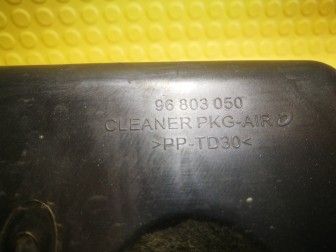 96 803 050
CLEANER PKG-AIR
>PP-TD30<